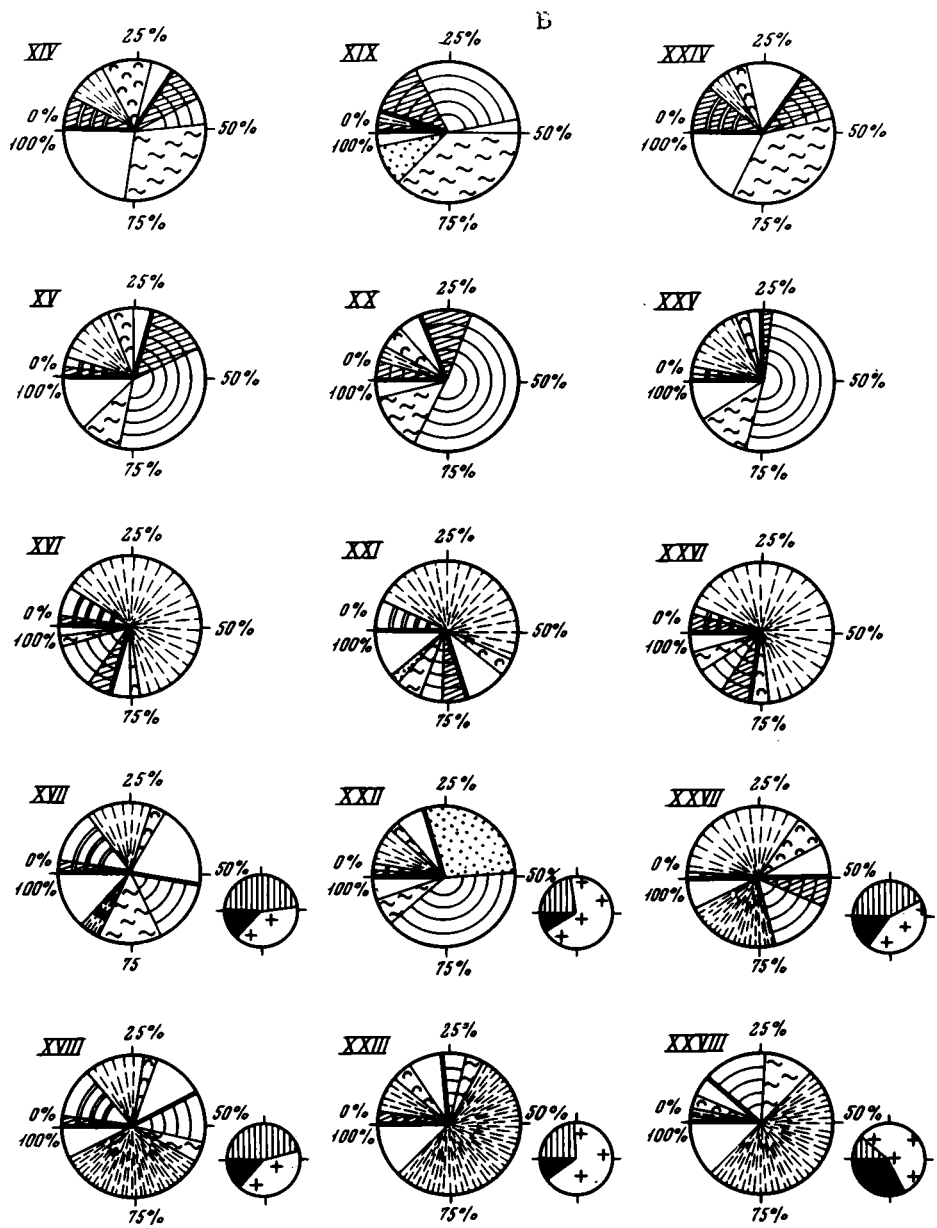 Б
XIV 25% 0% 100% 50% 75%
XIX 25% 0% 100% 50% 75%
XXIV 25% 0% 100% 50% 75%
XV 25% 0% 100% 50% 75%
XX 25% 0% 100% 50% 75%
XXV 25% 0% 100% 50% 75%
XVI 25% 0% 100% 50% 75%
XXI 25% 0% 100% 50% 75%
XXVI 25% 0% 100% 50% 75%
XVII 25% 0% 100% 50% 75
XXII 25% 0% 100% 50% 75%
XXVII 25% 0% 100% 50% 75%
XVIII 25% 0% 100% 50% 75%
XXIII 25% 0% 100% 50% 75%
XXVIII 25% 0% 100% 50% 75%